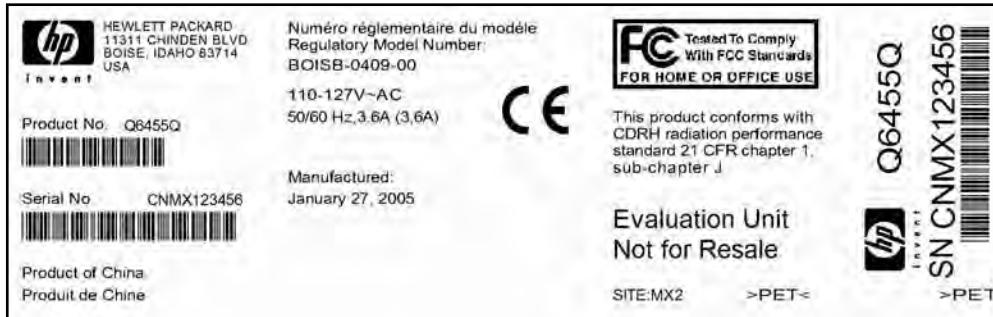 hp
invent
HEWLETT PACKARD
11311 CHINDEN BLVD
BOISE, IDAHO 83714
USA
Product No. Q6455Q
Serial No CNMX123456
Product of China
Produit de Chine
Numéro réglementaire du modéle
Regulatory Model Number:
BOISB-0409-00
110-127V~AC
50/60 Hz,3.6A (3,6A)
Manufactured:
January 27, 2005
CE
FC Tested To Comply
With FCC Standards
FOR HOME OR OFFICE USE
This product conforms with
CDRH radiation performance
standard 21 CFR chapter 1,
sub-chapter J
Evaluation Unit
Not for Resale
SITE:MX2 >PET<
hp
invent
Q6455Q
SN CNMX123456
>PET